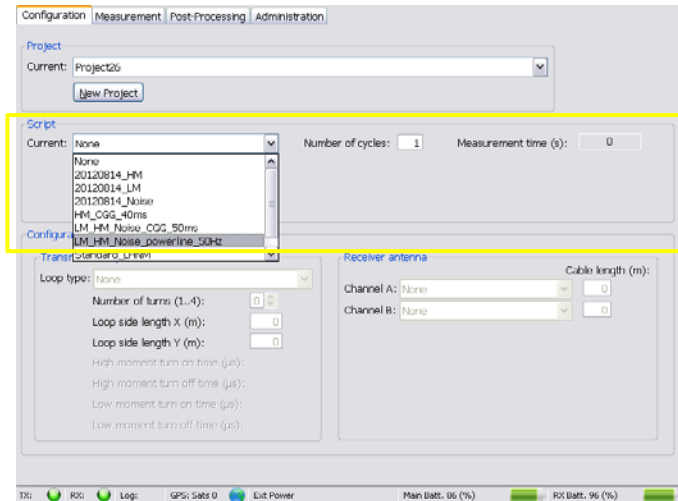 Configuration Measurement Post-Processing Administration
Project
Current: Project26
New Project
Script
Current: None Number of cycles: 1 Measurement time (s): 0
None
20120814_HM
20120814_LM
20120814_Noise
HM_CGG_40ms
LM_HM_Noise_CGG_50ms
LM_HM_Noise_powerline_50Hz
Standard_LHNM
Receiver antenna
Cable length (m):
Loop type: None Channel A: None 0
Number of turns (1..4): 0 Channel B: None 0
Loop side length X (m): 0
Loop side length Y (m): 0
High moment turn on time (µs):
High moment turn off time (µs):
Low moment turn on time (µs):
Low moment turn off time (µs):
TX: RX: Log: GPS: Sats 0 Ext Power Main Batt. 86 (%) RX Batt. 96 (%)